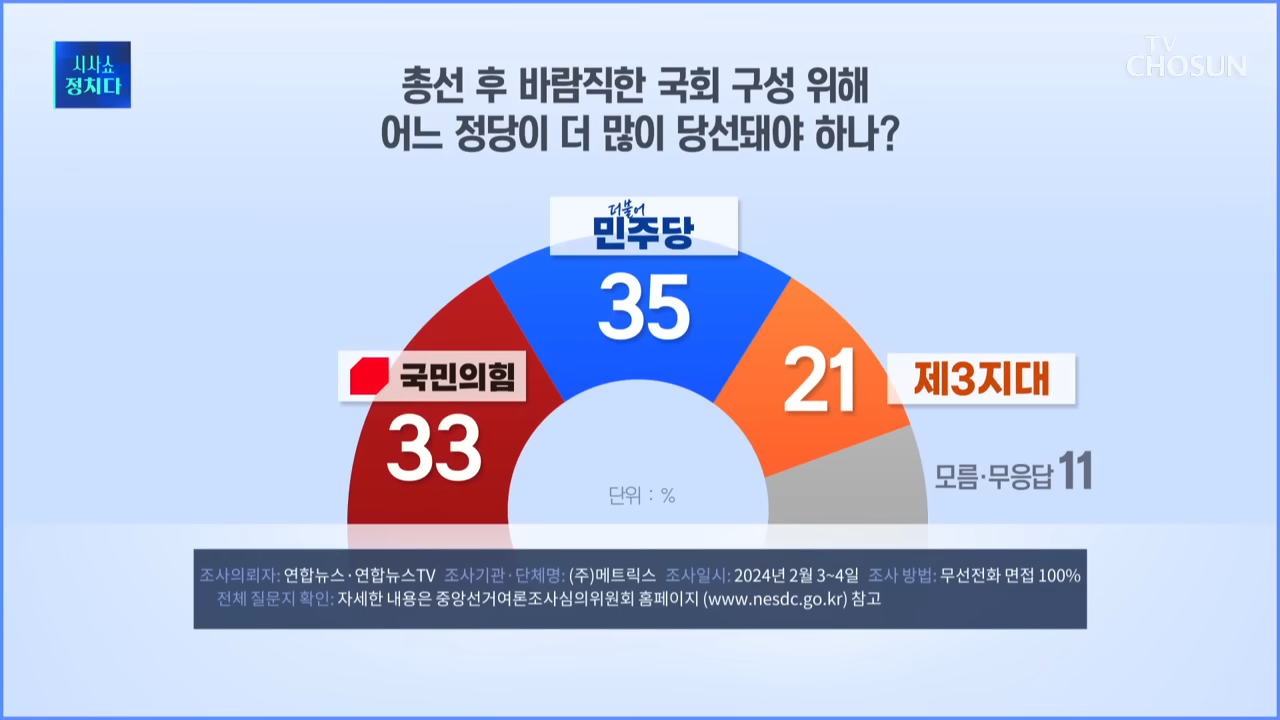 시사쇼
정치다
TV
CHOSUN
총선 후 바람직한 국회 구성 위해
어느 정당이 더 많이 당선돼야 하나?
더불어
민주당
35
국민의힘
33
21
제3지대
모름·무응답 11
단위 : %
조사의뢰자: 연합뉴스·연합뉴스TV 조사기관·단체명: (주)메트릭스 조사일시: 2024년 2월 3~4일 조사 방법: 무선전화 면접 100%
전체 질문지 확인: 자세한 내용은 중앙선거여론조사심의위원회 홈페이지 (www.nesdc.go.kr) 참고